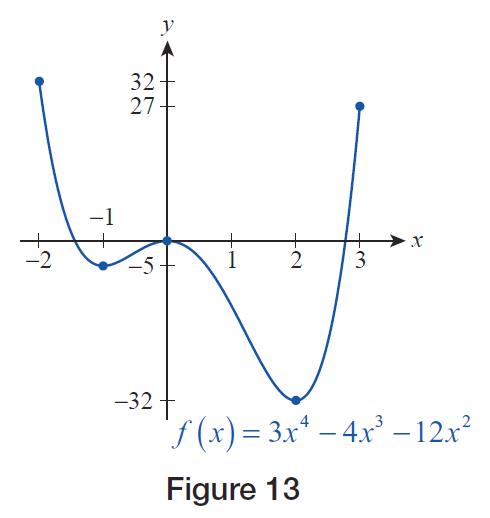 y
32
27
−1
x
−2 −5 1 2 3
−32
f (x) = 3x⁴ − 4x³ − 12x²
Figure 13